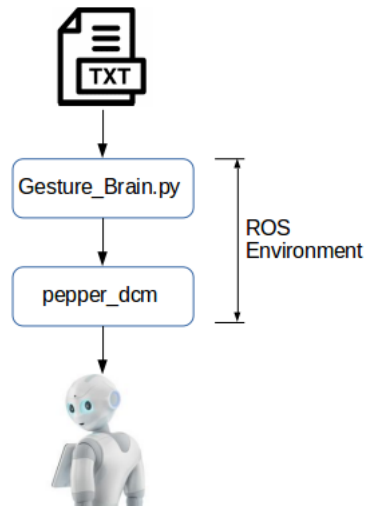 TXT
Gesture_Brain.py
ROS
Environment
pepper_dcm